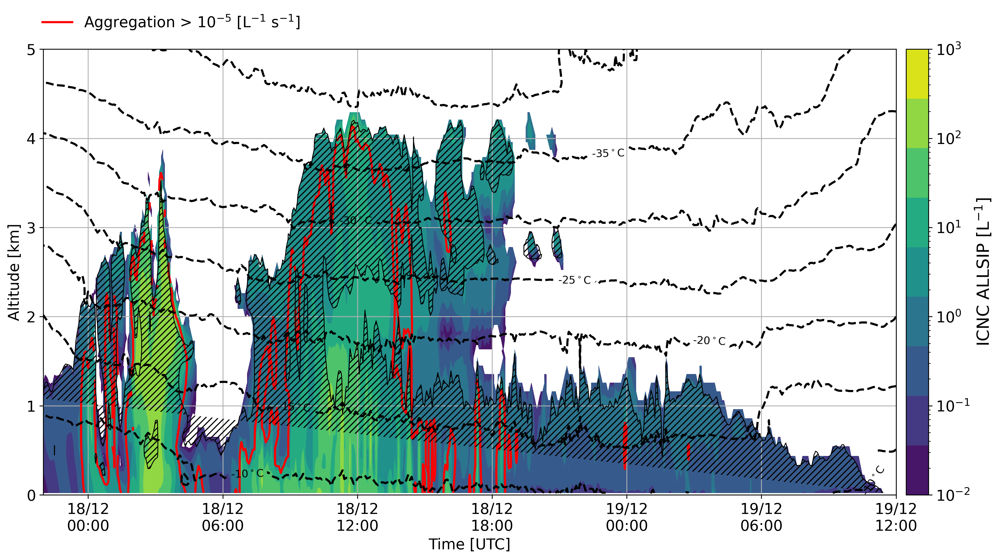 Aggregation > 10⁻⁵ [L⁻¹ s⁻¹]
5
4
3
2
1
0
Altitude [km]
-35°C
-30°C
-25°C
-20°C
-15°C
-10°C
10³
10²
10¹
10⁰
10⁻¹
10⁻²
ICNC ALLSIP [L⁻¹]
18/12 18/12 18/12 18/12 19/12 19/12 19/12
00:00 06:00 12:00 18:00 00:00 06:00 12:00
Time [UTC]